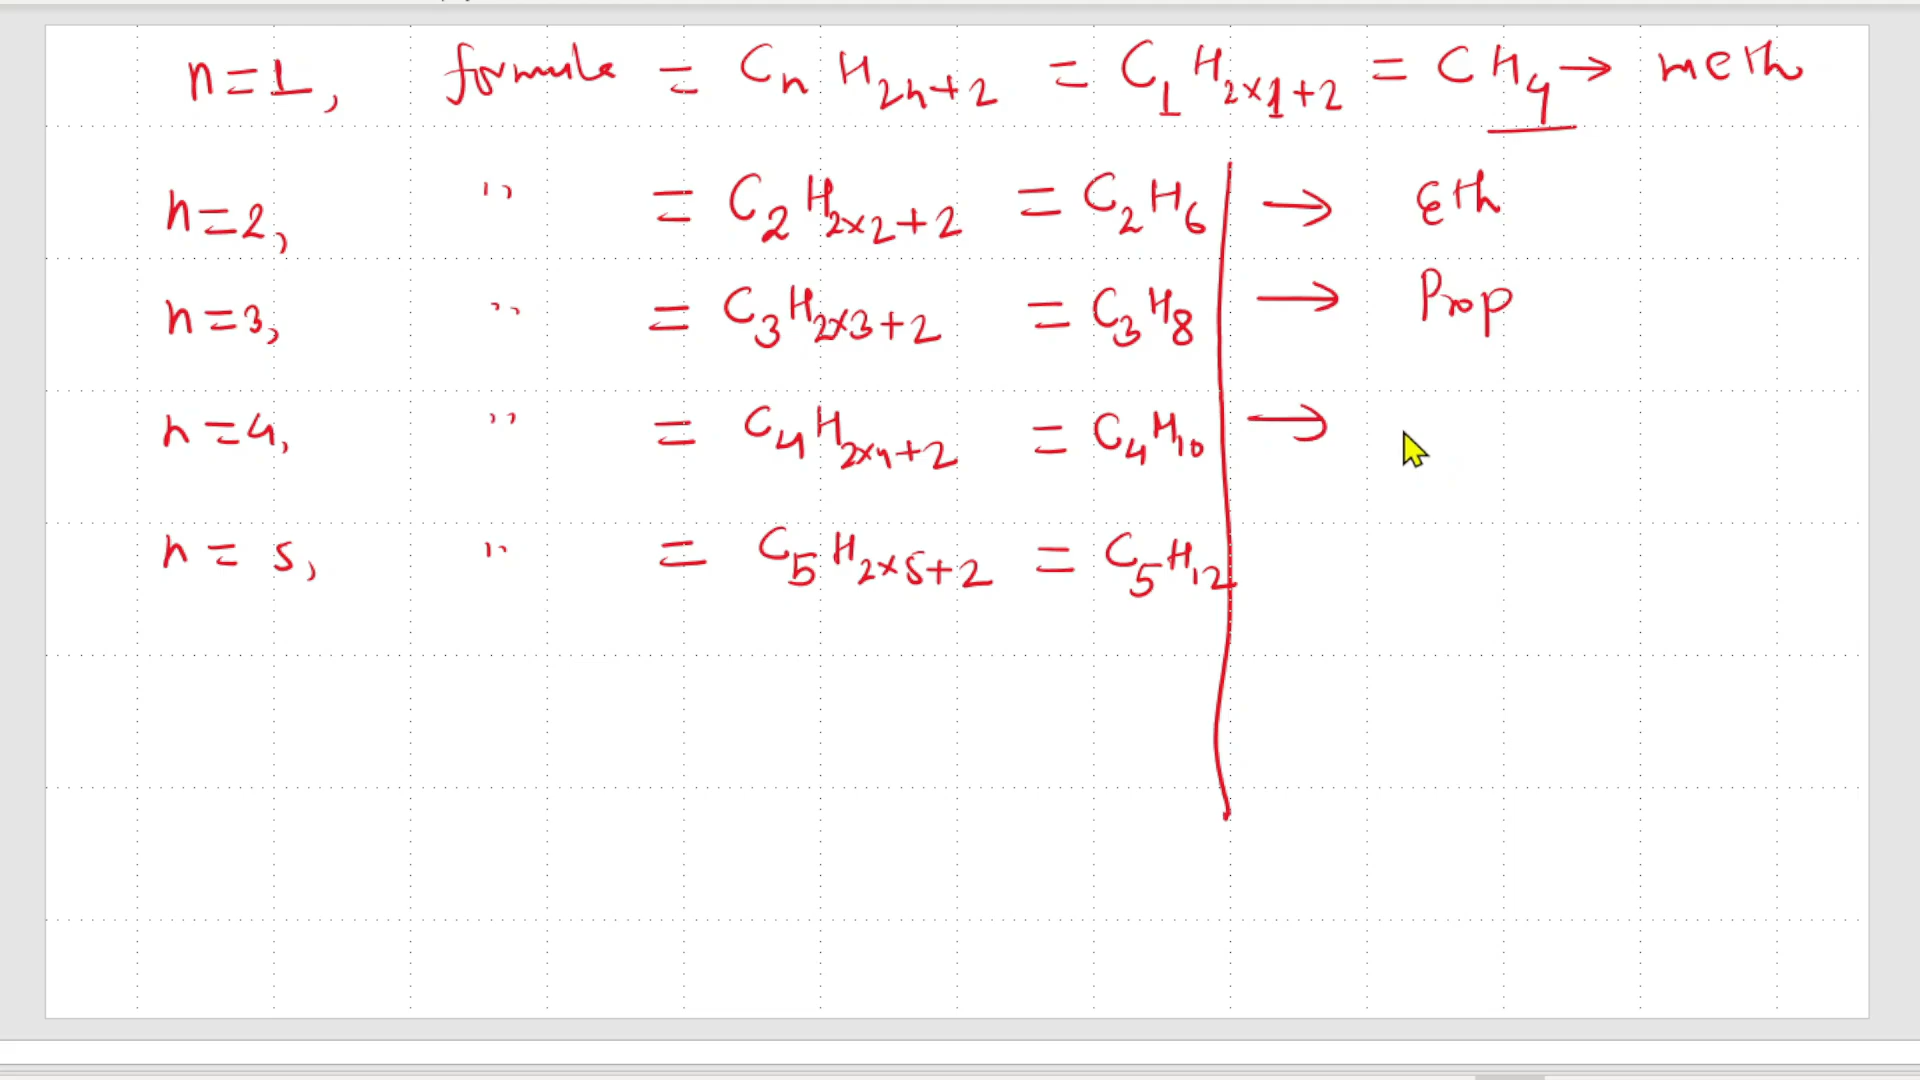 n=1, formula = CnH2n+2 = C1H2×1+2 = CH4 → meth
n=2, " = C2H2×2+2 = C2H6 → Eth
n=3, " = C3H2×3+2 = C3H8 → Prop
n=4, " = C4H2×4+2 = C4H10 →
n=5, " = C5H2×5+2 = C5H12